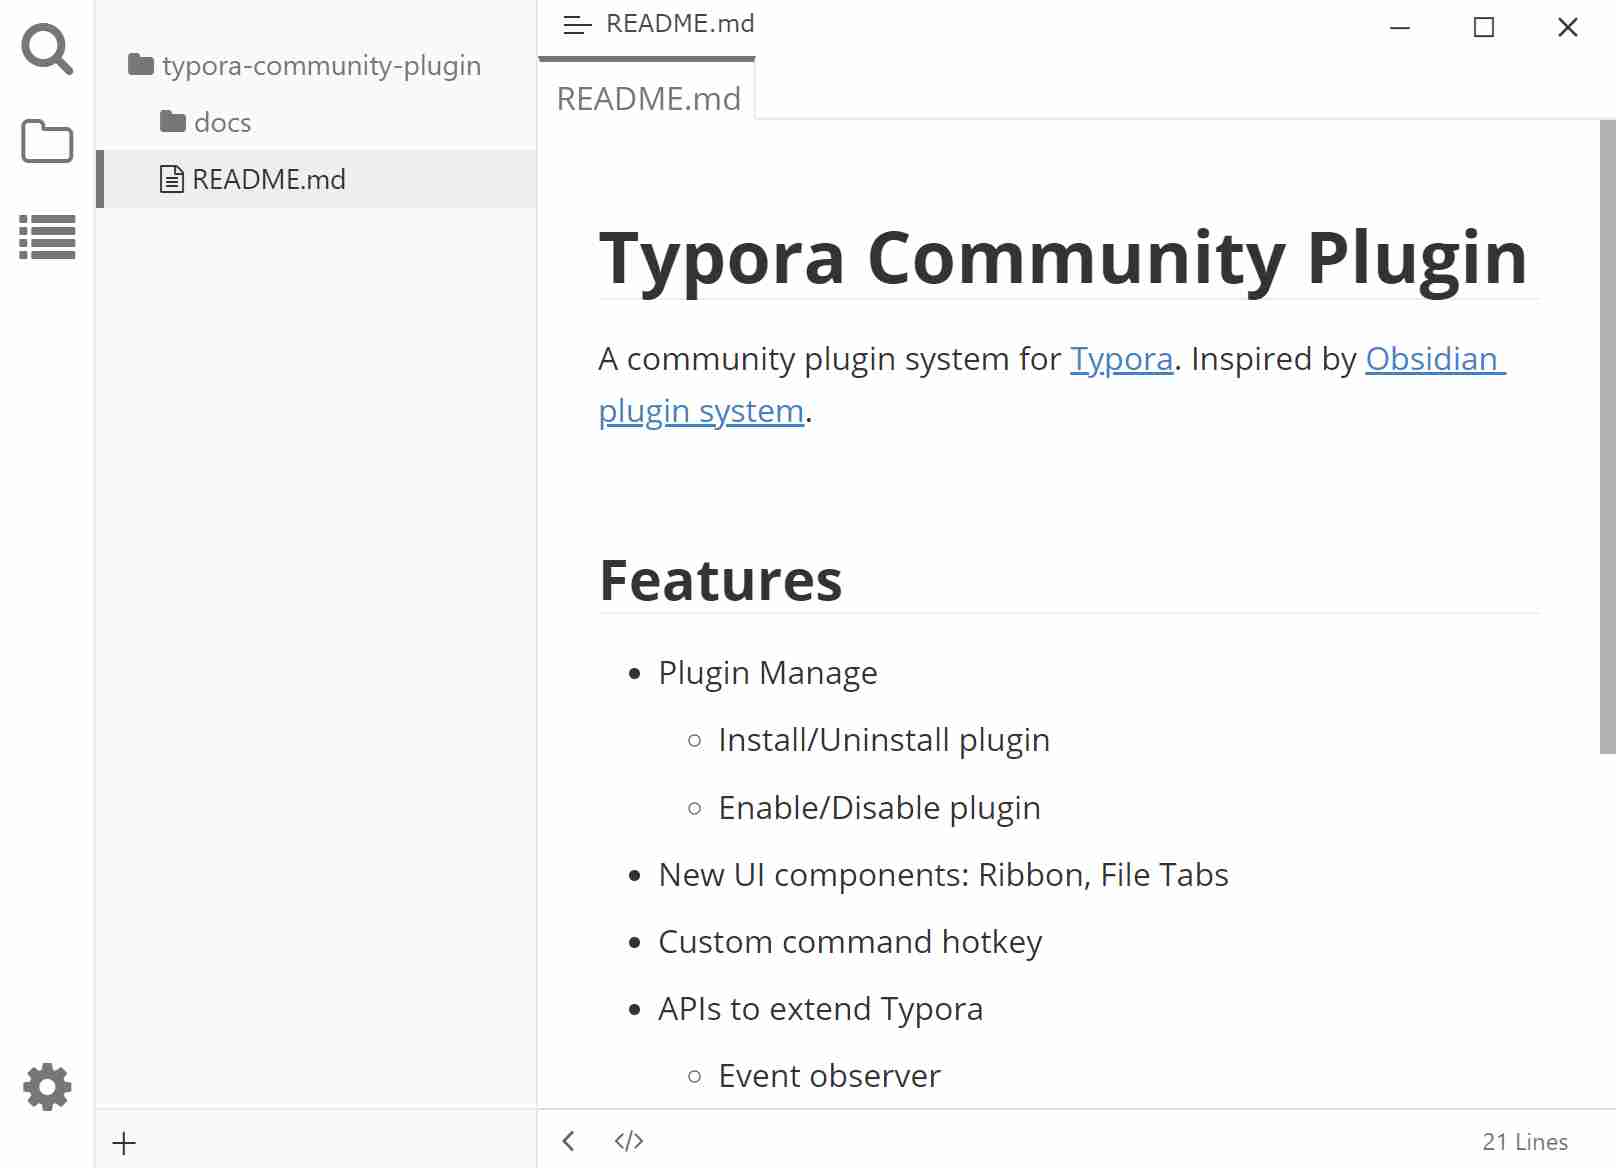 typora-community-plugin
docs
README.md
README.md
README.md
Typora Community Plugin
A community plugin system for Typora. Inspired by Obsidian
plugin system.
Features
Plugin Manage
Install/Uninstall plugin
Enable/Disable plugin
New UI components: Ribbon, File Tabs
Custom command hotkey
APIs to extend Typora
Event observer
21 Lines